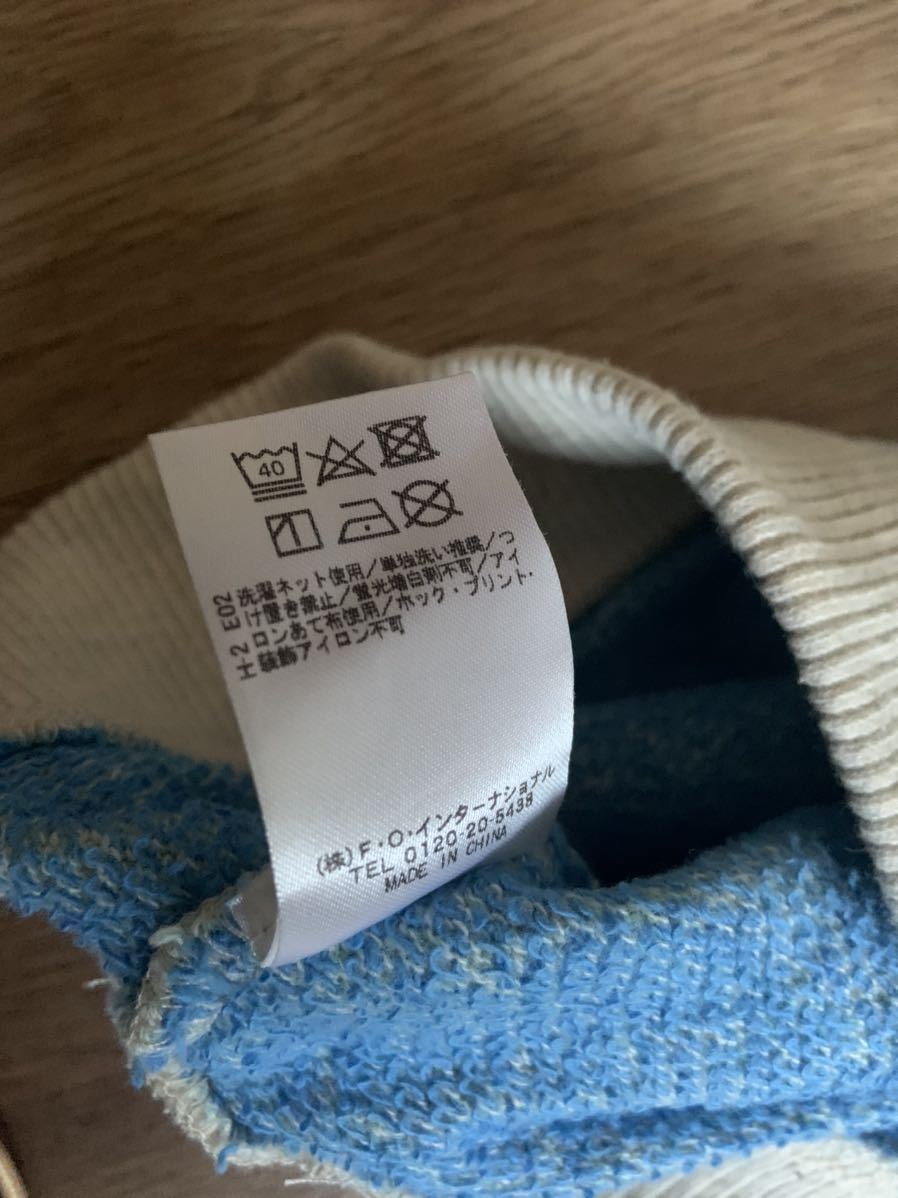 40
E02
H2
洗濯ネット使用/単独洗い推奨/つ
け置き禁止/蛍光増白剤不可/アイ
ロンあて布使用/ホック・プリント・
装飾アイロン不可
(株)F・O・インターナショナル
TEL 0120-20-5438
MADE IN CHINA